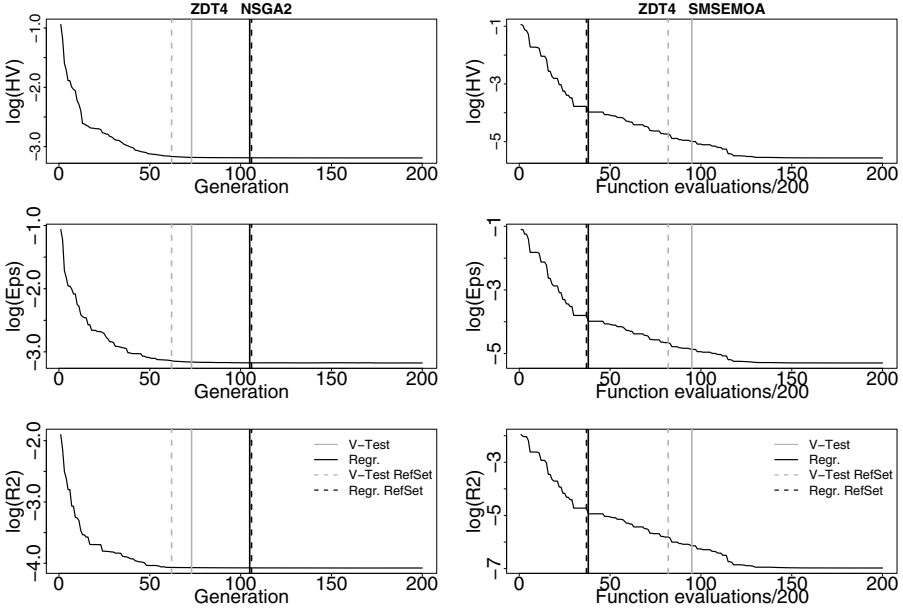 ZDT4 NSGA2
log(HV)
−1.0
−2.0
−3.0
0 50 100 150 200
Generation
ZDT4 SMSEMOA
log(HV)
−1
−3
−5
0 50 100 150 200
Function evaluations/200
log(Eps)
−1.0
−2.0
−3.0
0 50 100 150 200
Generation
log(Eps)
−1
−3
−5
0 50 100 150 200
Function evaluations/200
log(R2)
−2.0
−3.0
−4.0
V−Test
Regr.
V−Test RefSet
Regr. RefSet
0 50 100 150 200
Generation
log(R2)
−3
−5
−7
V−Test
Regr.
V−Test RefSet
Regr. RefSet
0 50 100 150 200
Function evaluations/200